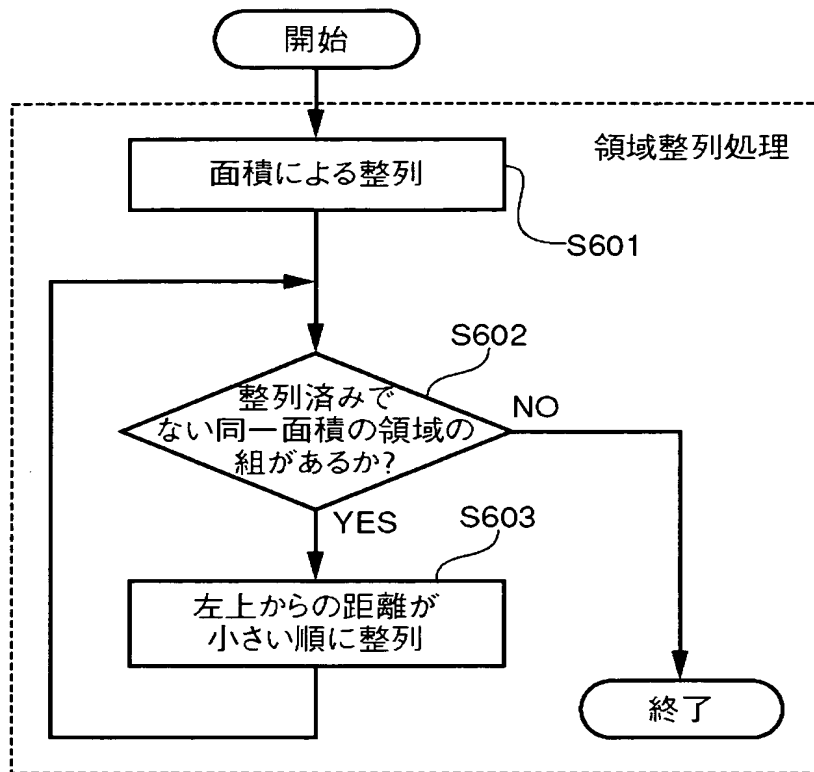 開始
領域整列処理
面積による整列
S601
S602
整列済みで
ない同一面積の領域の
組があるか?
NO
YES
S603
左上からの距離が
小さい順に整列
終了